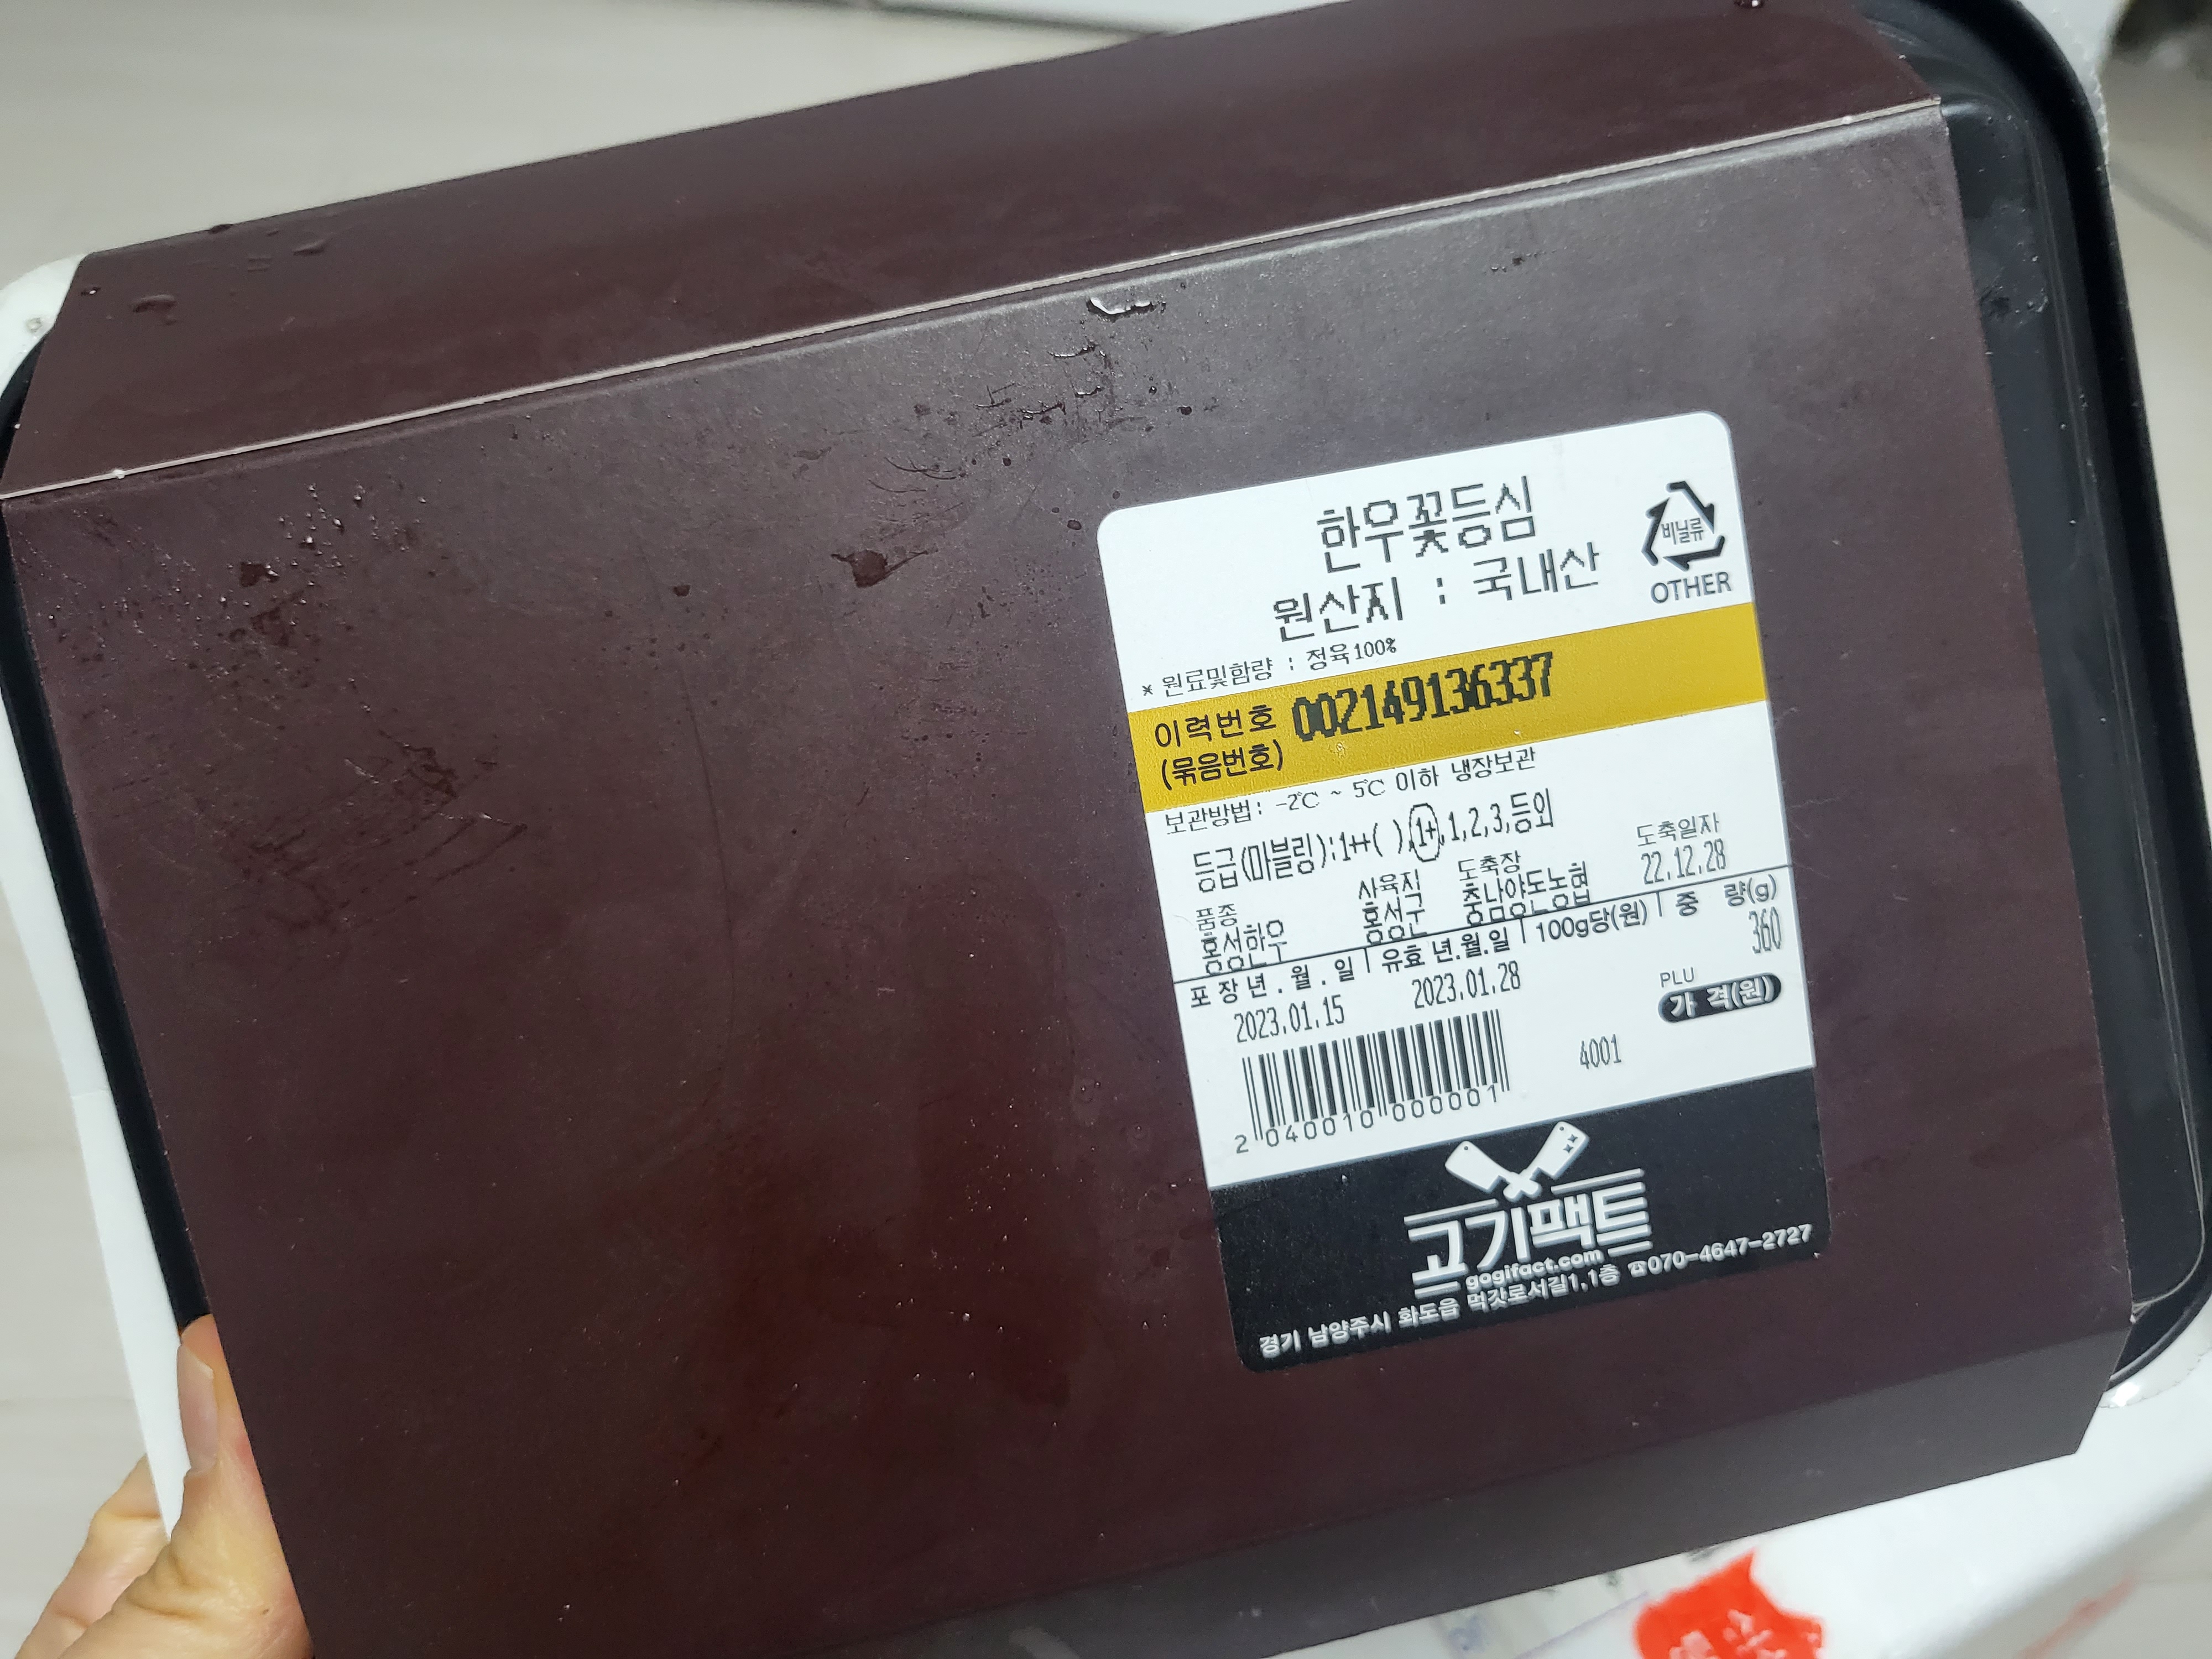 한우꽃등심
원산지 : 국내산
비닐류
OTHER
* 원료및함량 : 정육100%
이력번호 002149136337
(묶음번호)
보관방법: -2℃ ~ 5℃ 이하 냉장보관
등급(마블링):1++( ),1+,1,2,3,등외
품종 사육지 도축장 도축일자
홍성한우 홍성군 충남양돈농협 22.12.28
포장년.월.일 유효 년.월.일 100g당(원) 중 량(g)
2023.01.15 2023.01.28 360
PLU
가 격(원)
4001
2 040010 000001
고기팩트
gogifact.com
경기 남양주시 화도읍 먹갓로서길1,1층 ☎070-4647-2727